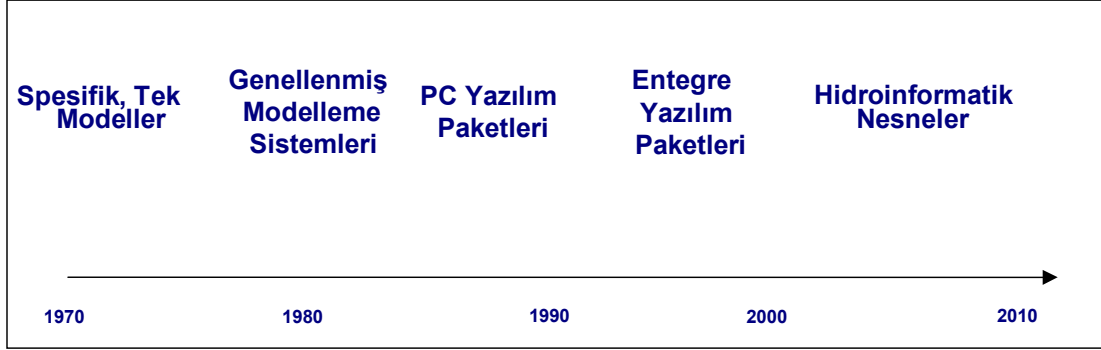 Spesifik, Tek
Modeller
Genellenmiş
Modelleme
Sistemleri
PC Yazılım
Paketleri
Entegre
Yazılım
Paketleri
Hidroinformatik
Nesneler
1970
1980
1990
2000
2010